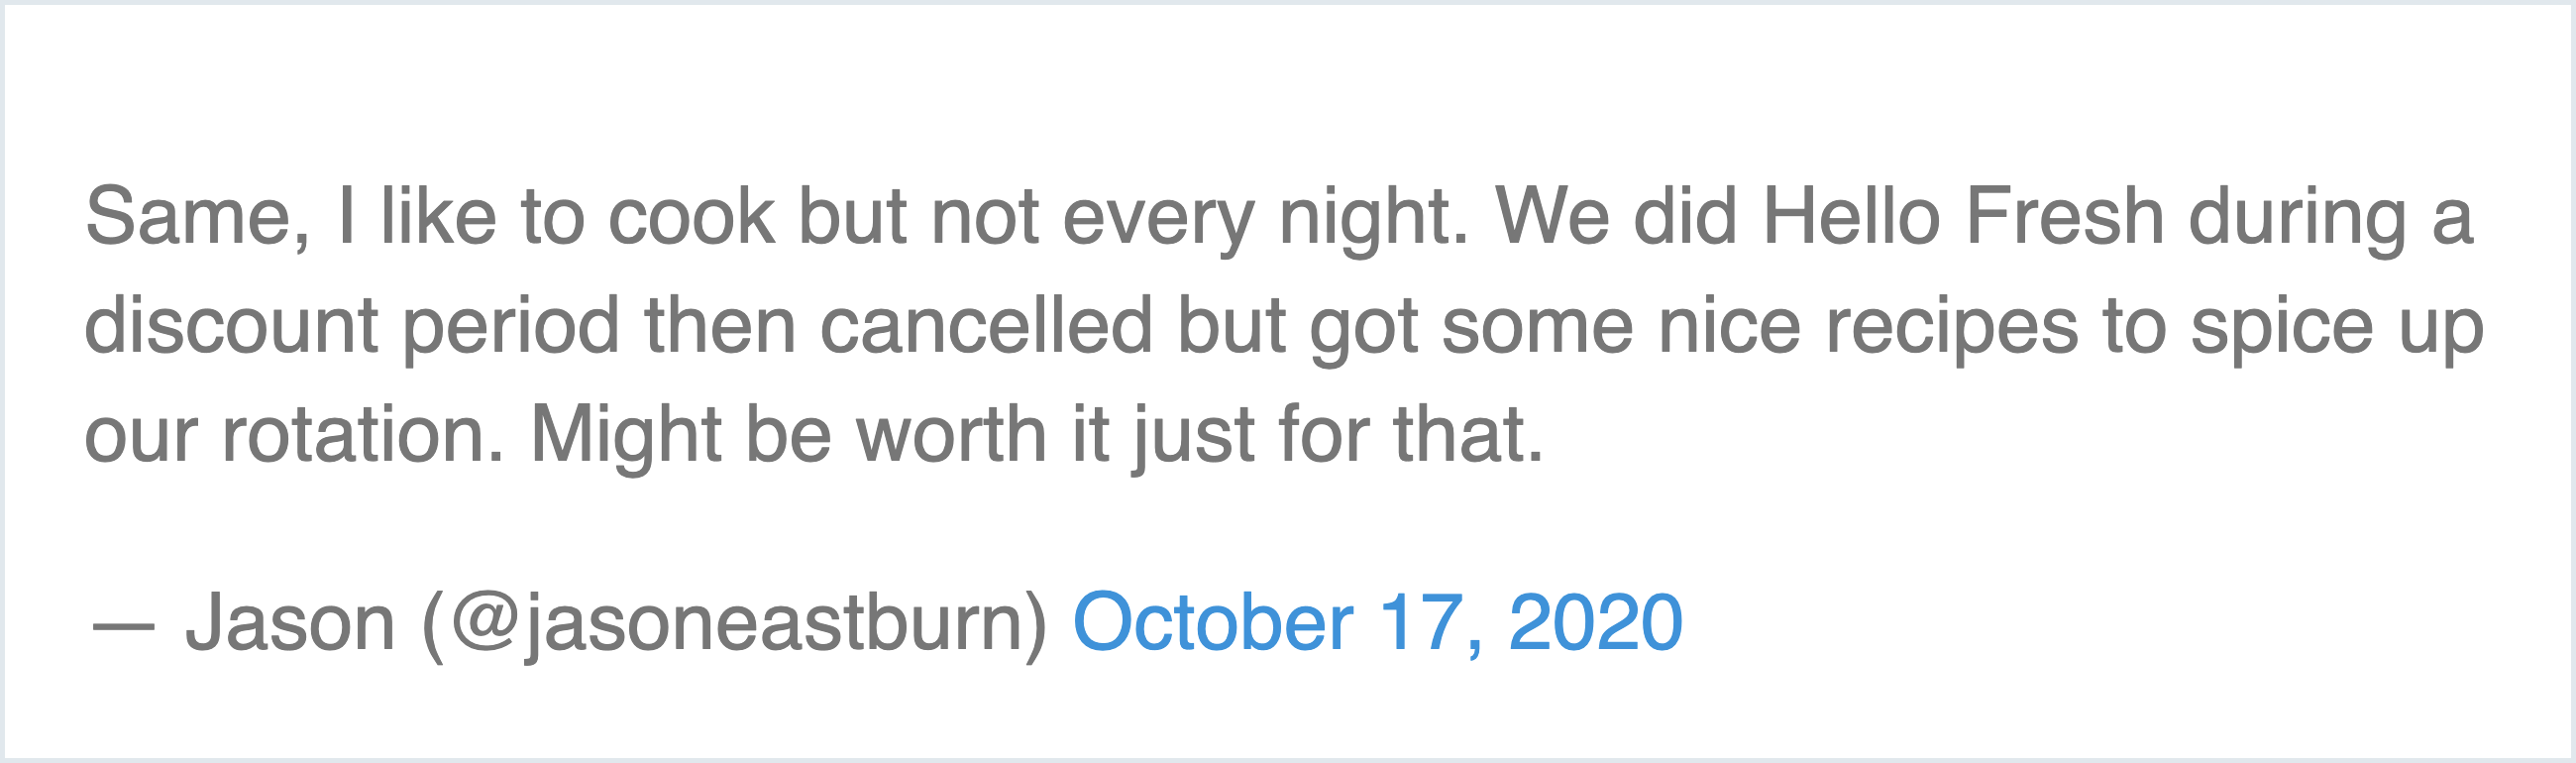 Same, I like to cook but not every night. We did Hello Fresh during a
discount period then cancelled but got some nice recipes to spice up
our rotation. Might be worth it just for that.
— Jason (@jasoneastburn) October 17, 2020